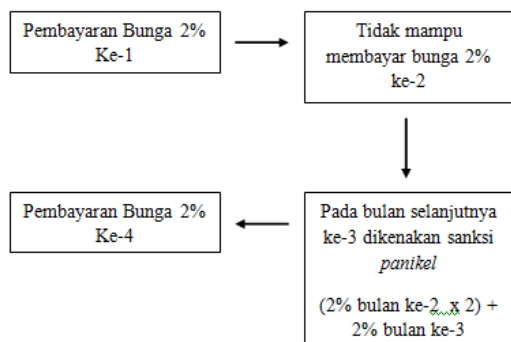 Pembayaran Bunga 2%
Ke-1
Tidak mampu
membayar bunga 2%
ke-2
Pada bulan selanjutnya
ke-3 dikenakan sanksi
panikel
(2% bulan ke-2 x 2) +
2% bulan ke-3
Pembayaran Bunga 2%
Ke-4